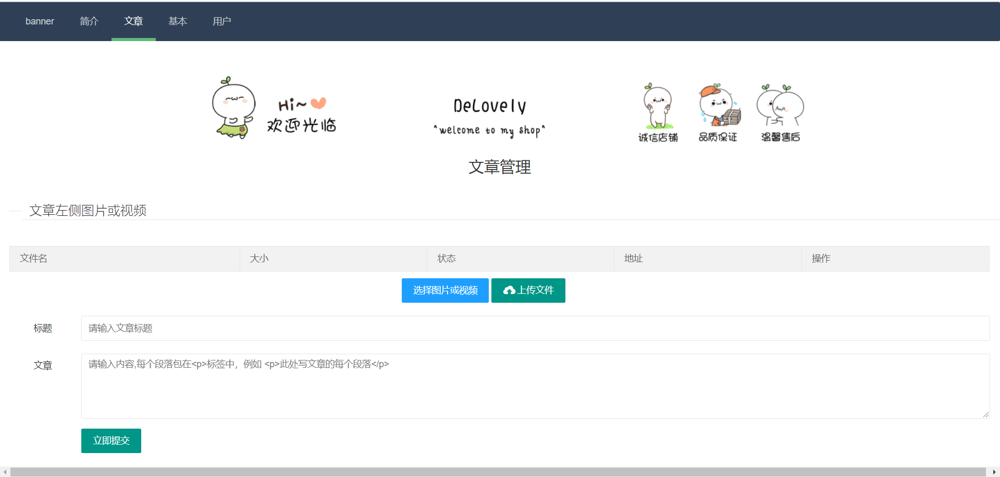 banner 简介 文章 基本 用户
Hi~
欢迎光临
DeLovely
^welcome to my shop^
诚信店铺 品质保证 温馨售后
文章管理
文章左侧图片或视频
文件名 大小 状态 地址 操作
选择图片或视频 上传文件
标题 请输入文章标题
文章 请输入内容,每个段落包在<p>标签中，例如 <p>此处写文章的每个段落</p>
立即提交